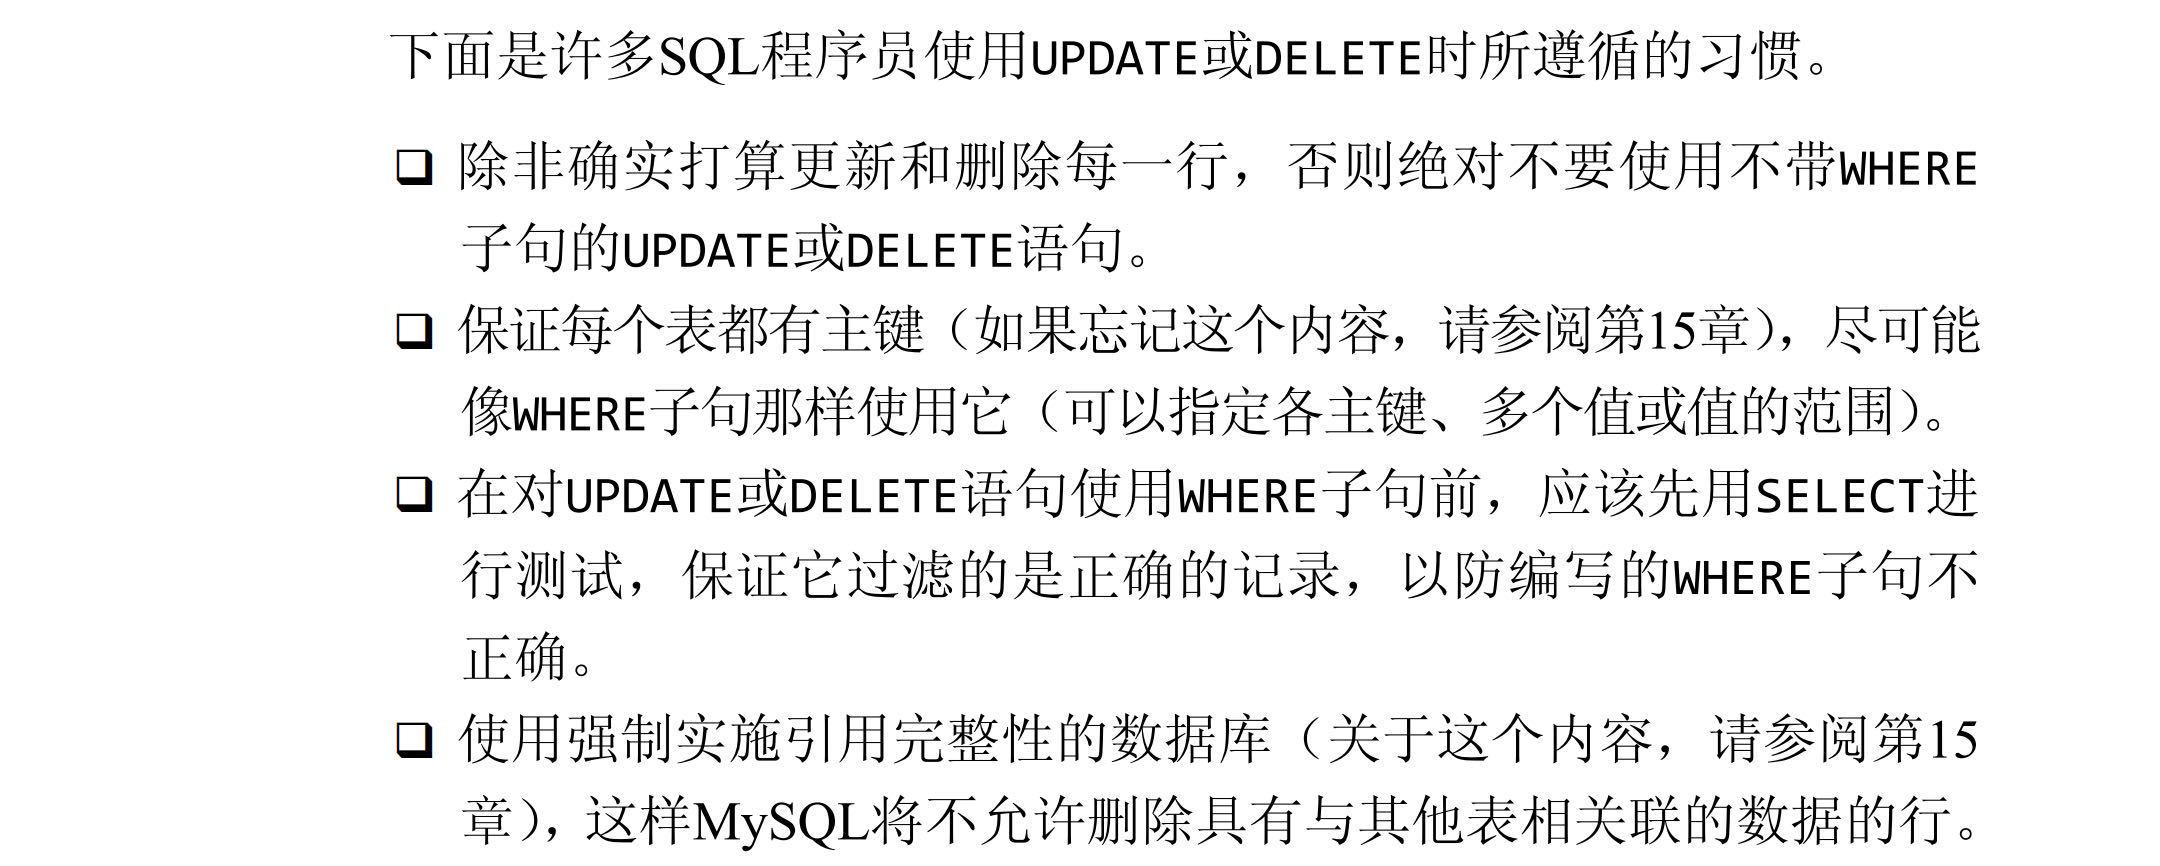 下面是许多SQL程序员使用UPDATE或DELETE时所遵循的习惯。
❑ 除非确实打算更新和删除每一行，否则绝对不要使用不带WHERE
子句的UPDATE或DELETE语句。
❑ 保证每个表都有主键（如果忘记这个内容，请参阅第15章），尽可能
像WHERE子句那样使用它（可以指定各主键、多个值或值的范围）。
❑ 在对UPDATE或DELETE语句使用WHERE子句前，应该先用SELECT进
行测试，保证它过滤的是正确的记录，以防编写的WHERE子句不
正确。
❑ 使用强制实施引用完整性的数据库（关于这个内容，请参阅第15
章），这样MySQL将不允许删除具有与其他表相关联的数据的行。